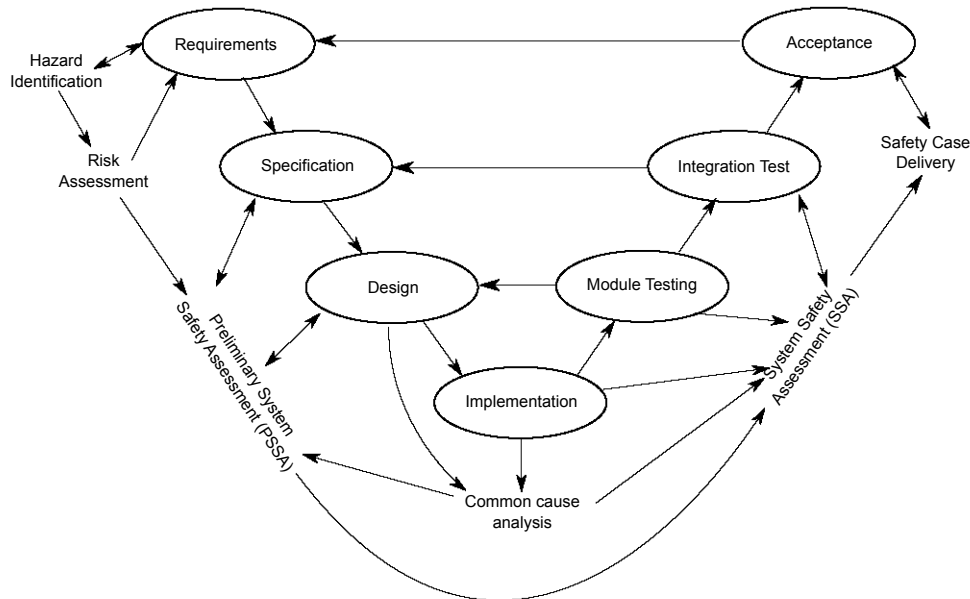 Requirements
Acceptance
Hazard
Identification
Risk
Assessment
Specification
Integration Test
Safety Case
Delivery
Design
Module Testing
Preliminary System
Safety Assessment (PSSA)
System Safety
Assessment (SSA)
Implementation
Common cause
analysis